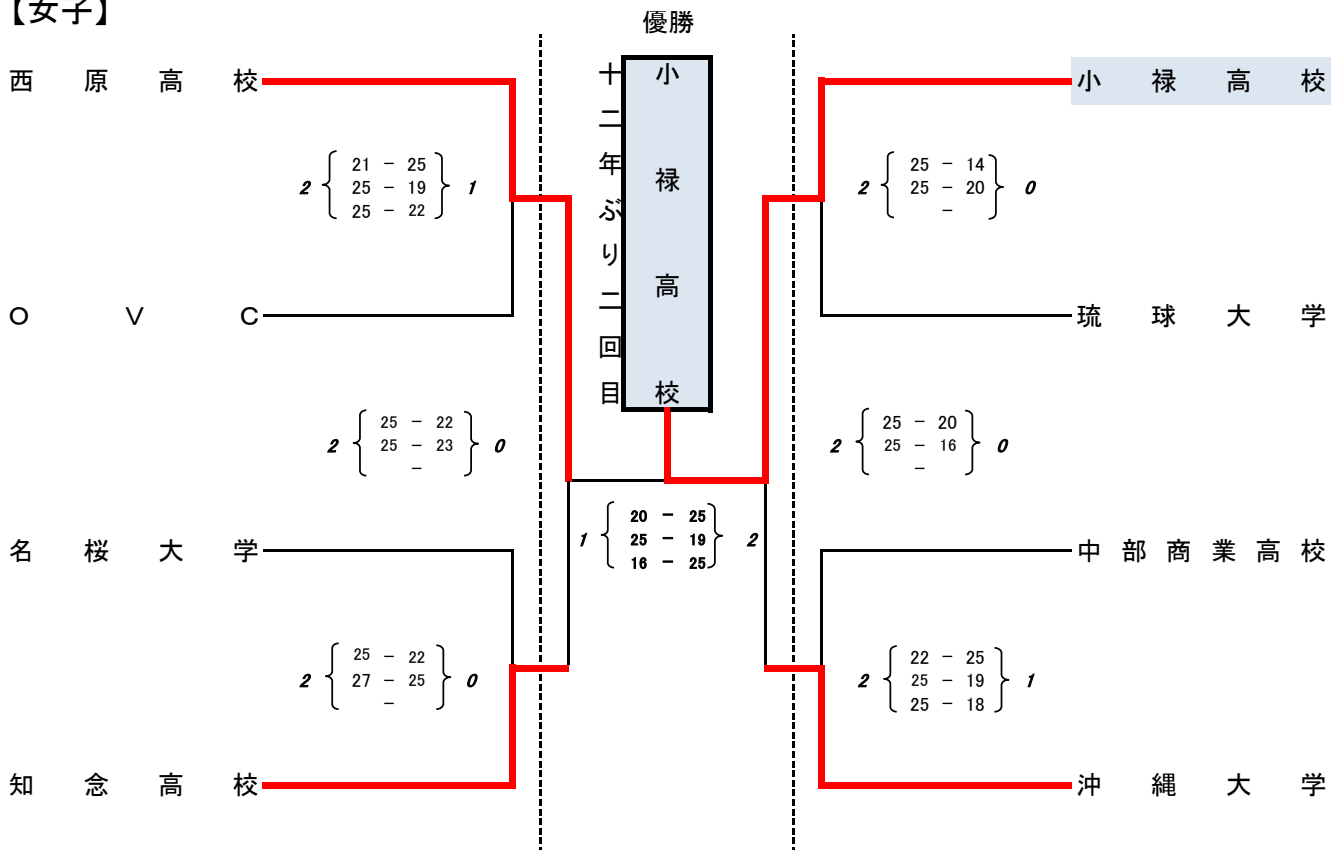 【女子】
優勝
小禄高校
十二年ぶり二回目
西原高校
小禄高校
2 21 - 25 1
25 - 19
25 - 22
2 25 - 14 0
25 - 20
-
OVC
琉球大学
2 25 - 22 0
25 - 23
-
2 25 - 20 0
25 - 16
-
1 20 - 25 2
25 - 19
16 - 25
名桜大学
中部商業高校
2 25 - 22 0
27 - 25
-
2 22 - 25 1
25 - 19
25 - 18
知念高校
沖縄大学